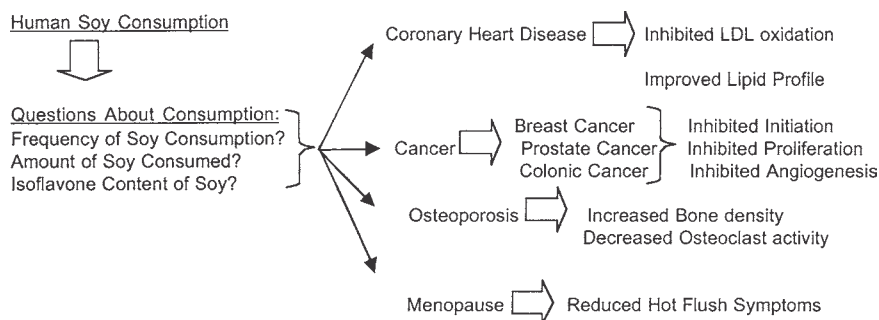 Human Soy Consumption
Questions About Consumption:
Frequency of Soy Consumption?
Amount of Soy Consumed?
Isoflavone Content of Soy?
Coronary Heart Disease
Inhibited LDL oxidation
Improved Lipid Profile
Cancer
Breast Cancer
Prostate Cancer
Colonic Cancer
Inhibited Initiation
Inhibited Proliferation
Inhibited Angiogenesis
Osteoporosis
Increased Bone density
Decreased Osteoclast activity
Menopause
Reduced Hot Flush Symptoms